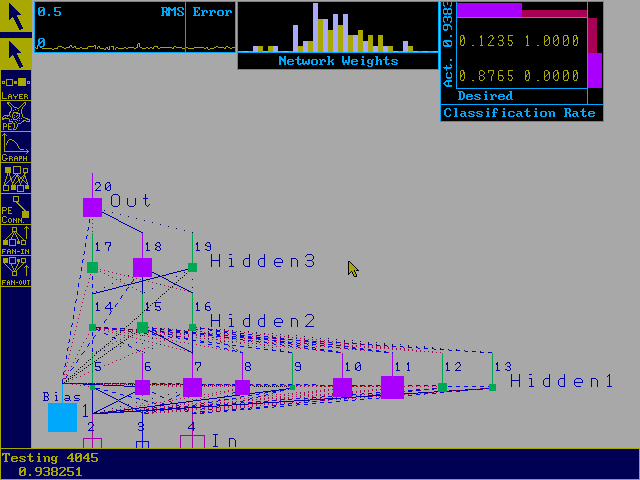 0.5 RMS Error
0
Network Weights
Act. 0.938
0.1235 1.0000
0.8765 0.0000
Desired
Classification Rate
LAYER
PE
GRAPH
PE
CONN.
FAN-IN
FAN-OUT
20
Out
17 18 19
Hidden3
14 15 16
Hidden2
5 6 7 8 9 10 11 12 13
Hidden1
Bias
1
2 3 4
In
Testing 4045
0.938251